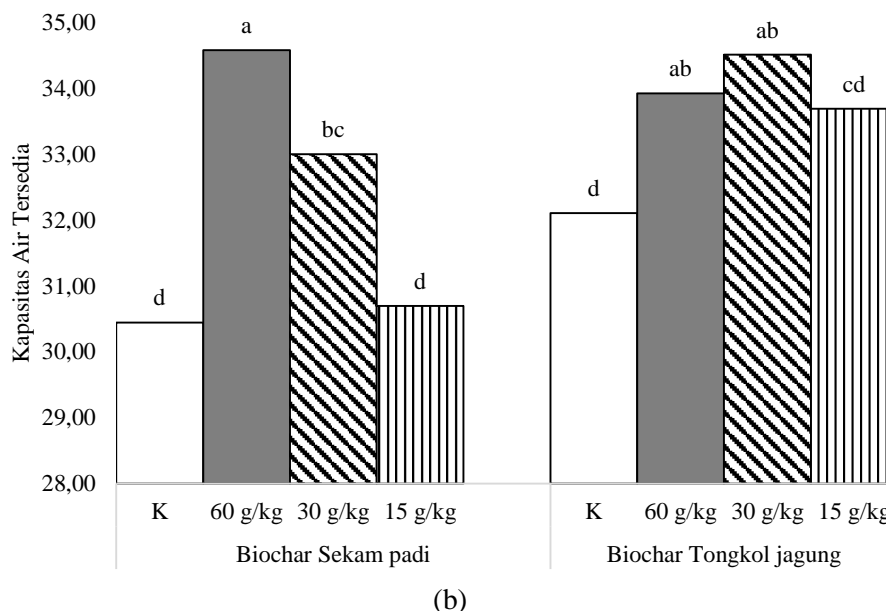 Kapasitas Air Tersedia
35,00
34,00
33,00
32,00
31,00
30,00
29,00
28,00
a
ab
ab
bc
cd
d
d
d
K 60 g/kg 30 g/kg 15 g/kg K 60 g/kg 30 g/kg 15 g/kg
Biochar Sekam padi Biochar Tongkol jagung
(b)